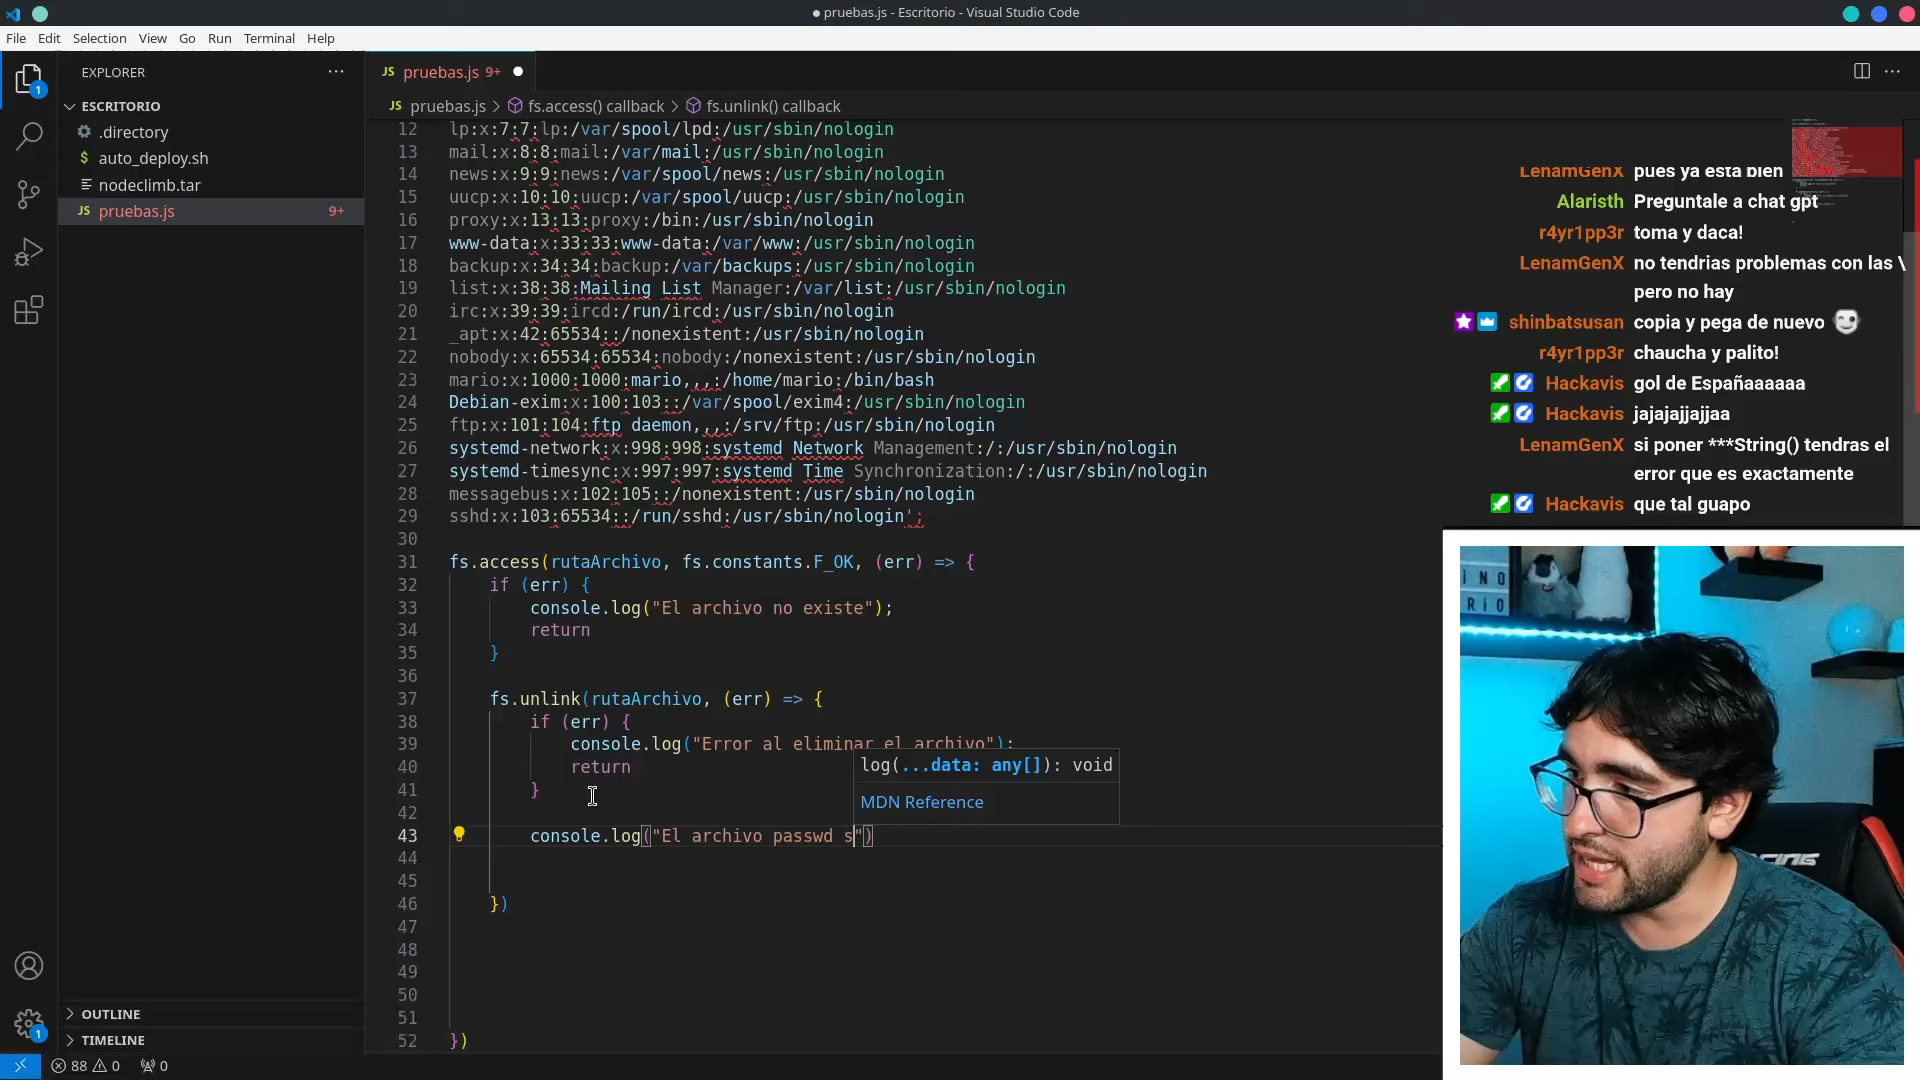 pruebas.js - Escritorio - Visual Studio Code
File Edit Selection View Go Run Terminal Help
EXPLORER
ESCRITORIO
.directory
auto_deploy.sh
nodeclimb.tar
JS pruebas.js 9+
OUTLINE
TIMELINE
1
1
JS pruebas.js 9+
JS pruebas.js > fs.access() callback > fs.unlink() callback
12 lp:x:7:7:lp:/var/spool/lpd:/usr/sbin/nologin
13 mail:x:8:8:mail:/var/mail:/usr/sbin/nologin
14 news:x:9:9:news:/var/spool/news:/usr/sbin/nologin
15 uucp:x:10:10:uucp:/var/spool/uucp:/usr/sbin/nologin
16 proxy:x:13:13:proxy:/bin:/usr/sbin/nologin
17 www-data:x:33:33:www-data:/var/www:/usr/sbin/nologin
18 backup:x:34:34:backup:/var/backups:/usr/sbin/nologin
19 list:x:38:38:Mailing List Manager:/var/list:/usr/sbin/nologin
20 irc:x:39:39:ircd:/run/ircd:/usr/sbin/nologin
21 _apt:x:42:65534::/nonexistent:/usr/sbin/nologin
22 nobody:x:65534:65534:nobody:/nonexistent:/usr/sbin/nologin
23 mario:x:1000:1000:mario,,,:/home/mario:/bin/bash
24 Debian-exim:x:100:103::/var/spool/exim4:/usr/sbin/nologin
25 ftp:x:101:104:ftp daemon,,,:/srv/ftp:/usr/sbin/nologin
26 systemd-network:x:998:998:systemd Network Management:/:/usr/sbin/nologin
27 systemd-timesync:x:997:997:systemd Time Synchronization:/:/usr/sbin/nologin
28 messagebus:x:102:105::/nonexistent:/usr/sbin/nologin
29 sshd:x:103:65534::/run/sshd:/usr/sbin/nologin';
30
31 fs.access(rutaArchivo, fs.constants.F_OK, (err) => {
32 if (err) {
33 console.log("El archivo no existe");
34 return
35 }
36
37 fs.unlink(rutaArchivo, (err) => {
38 if (err) {
39 console.log("Error al eliminar el archivo");
40 return
41 }
42
43 console.log("El archivo passwd s")
44
45
46 })
47
48
49
50
51
52 })
log(...data: any[]): void
MDN Reference
LenamGenX pues ya esta bien
Alaristh Preguntale a chat gpt
r4yr1pp3r toma y daca!
LenamGenX no tendrias problemas con las \
pero no hay
shinbatsusan copia y pega de nuevo
r4yr1pp3r chaucha y palito!
Hackavis gol de Españaaaaaa
Hackavis jajajajjajjaa
LenamGenX si poner ***String() tendras el
error que es exactamente
Hackavis que tal guapo
88 0 0